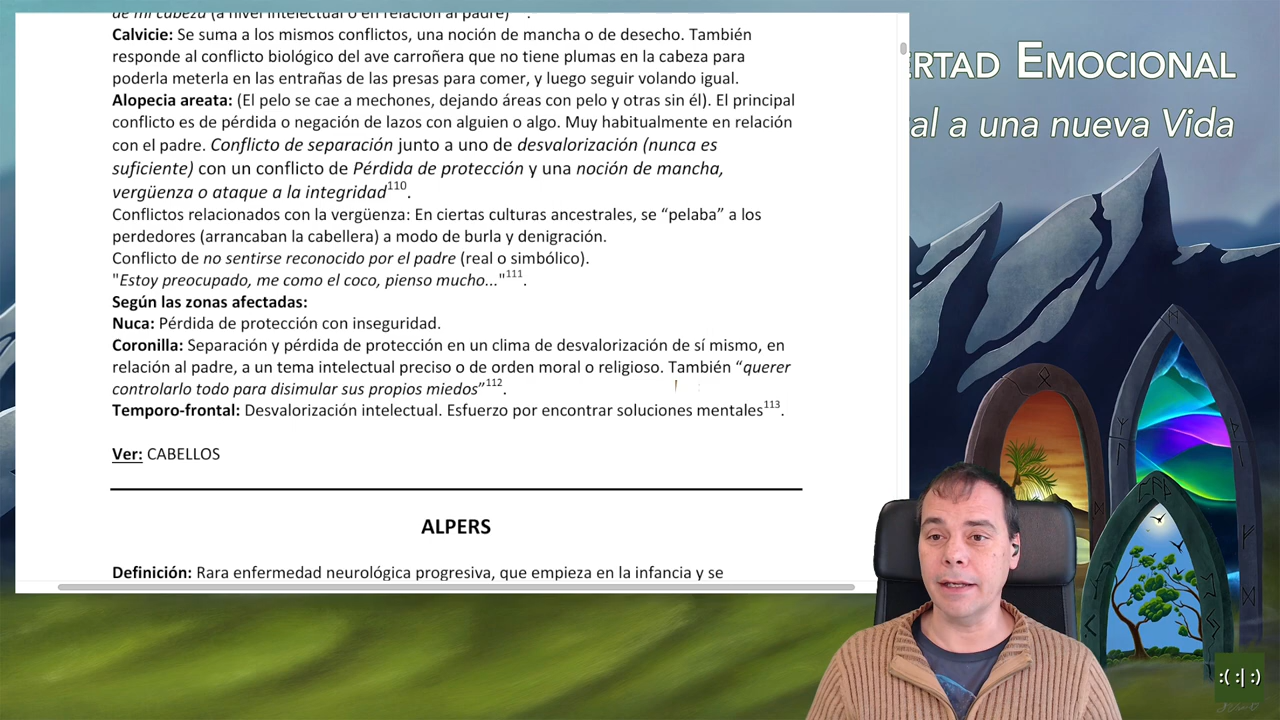 de mi cabeza (a nivel intelectual o en relación al padre)
Calvicie: Se suma a los mismos conflictos, una noción de mancha o de desecho. También
responde al conflicto biológico del ave carroñera que no tiene plumas en la cabeza para
poderla meterla en las entrañas de las presas para comer, y luego seguir volando igual.
Alopecia areata: (El pelo se cae a mechones, dejando áreas con pelo y otras sin él). El principal
conflicto es de pérdida o negación de lazos con alguien o algo. Muy habitualmente en relación
con el padre. Conflicto de separación junto a uno de desvalorización (nunca es
suficiente) con un conflicto de Pérdida de protección y una noción de mancha,
vergüenza o ataque a la integridad110.
Conflictos relacionados con la vergüenza: En ciertas culturas ancestrales, se “pelaba” a los
perdedores (arrancaban la cabellera) a modo de burla y denigración.
Conflicto de no sentirse reconocido por el padre (real o simbólico).
"Estoy preocupado, me como el coco, pienso mucho..."111.
Según las zonas afectadas:
Nuca: Pérdida de protección con inseguridad.
Coronilla: Separación y pérdida de protección en un clima de desvalorización de sí mismo, en
relación al padre, a un tema intelectual preciso o de orden moral o religioso. También “querer
controlarlo todo para disimular sus propios miedos”112.
Temporo-frontal: Desvalorización intelectual. Esfuerzo por encontrar soluciones mentales113.
Ver: CABELLOS
ALPERS
Definición: Rara enfermedad neurológica progresiva, que empieza en la infancia y se
ERTAD EMOCIONAL
al a una nueva Vida
:( :| :)